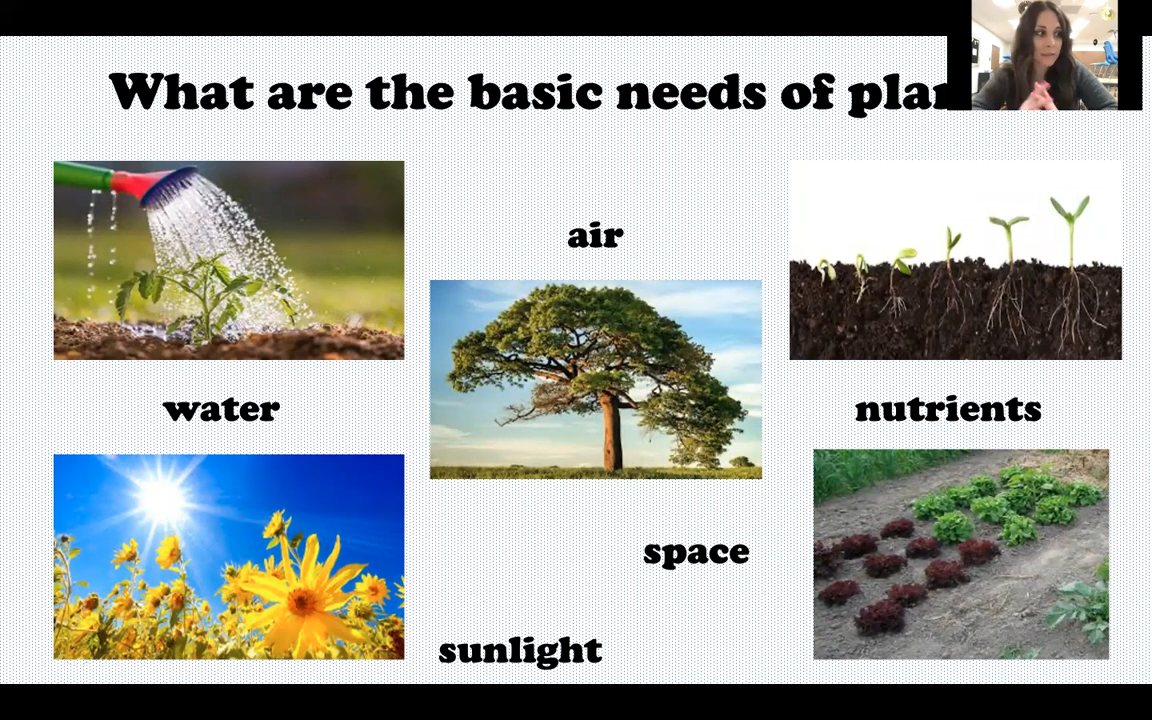 What are the basic needs of
air
water
nutrients
space
sunlight